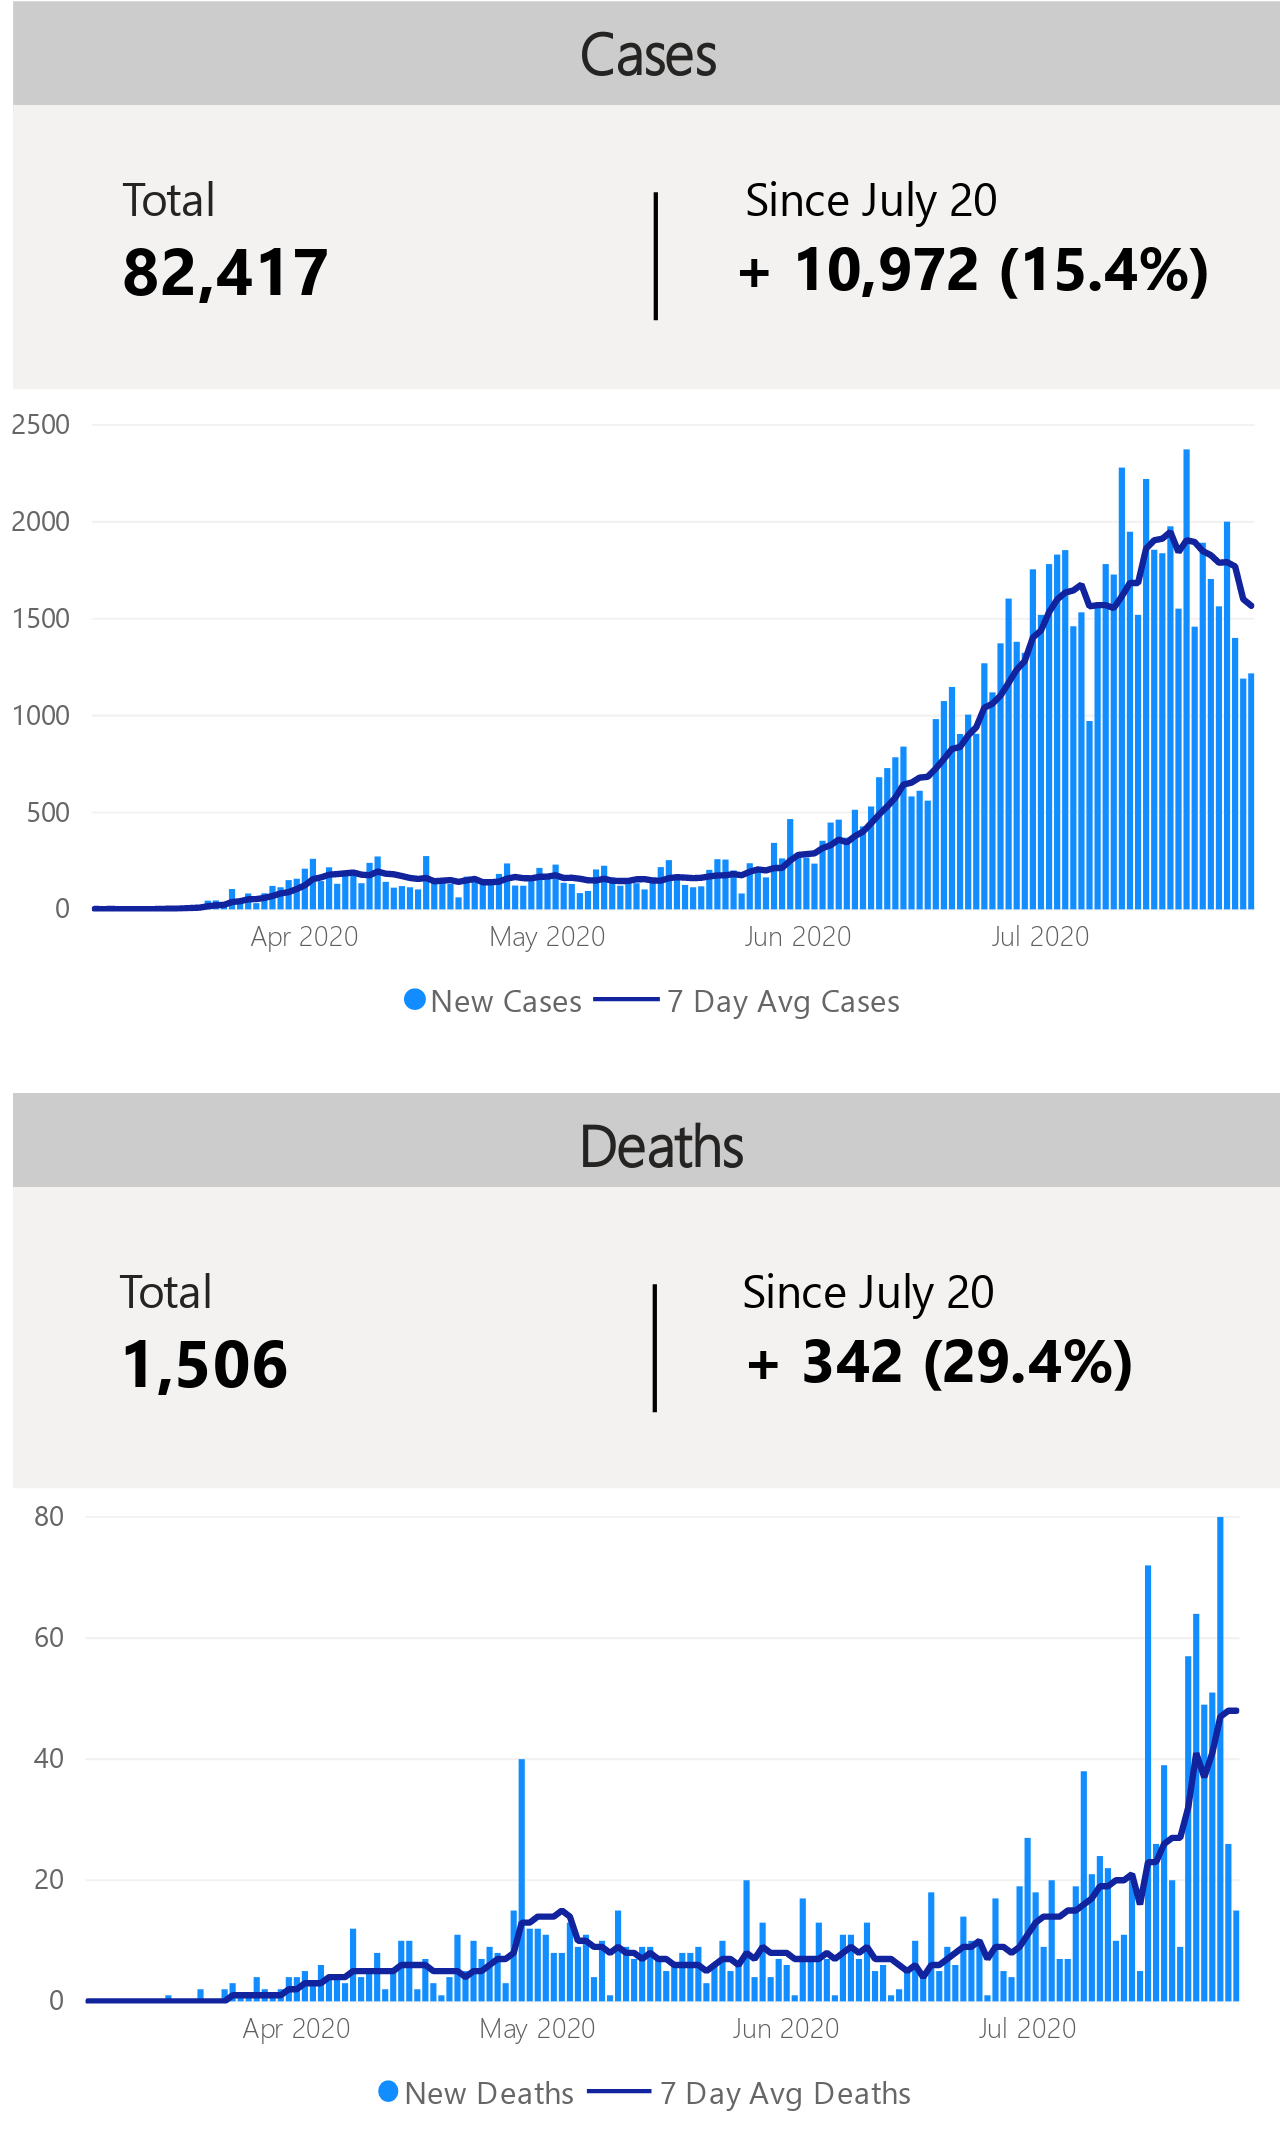 Cases
Total
Since July 20
82,417
+ 10,972 (15.4%)
2500
2000
1500
1000
500
0
Apr 2020
May 2020
Jun 2020
Jul 2020
New Cases
7 Day Avg Cases
Deaths
Total
Since July 20
1,506
+ 342 (29.4%)
80
60
40
20
0
Apr 2020
May 2020
Jun 2020
Jul 2020
New Deaths
7 Day Avg Deaths